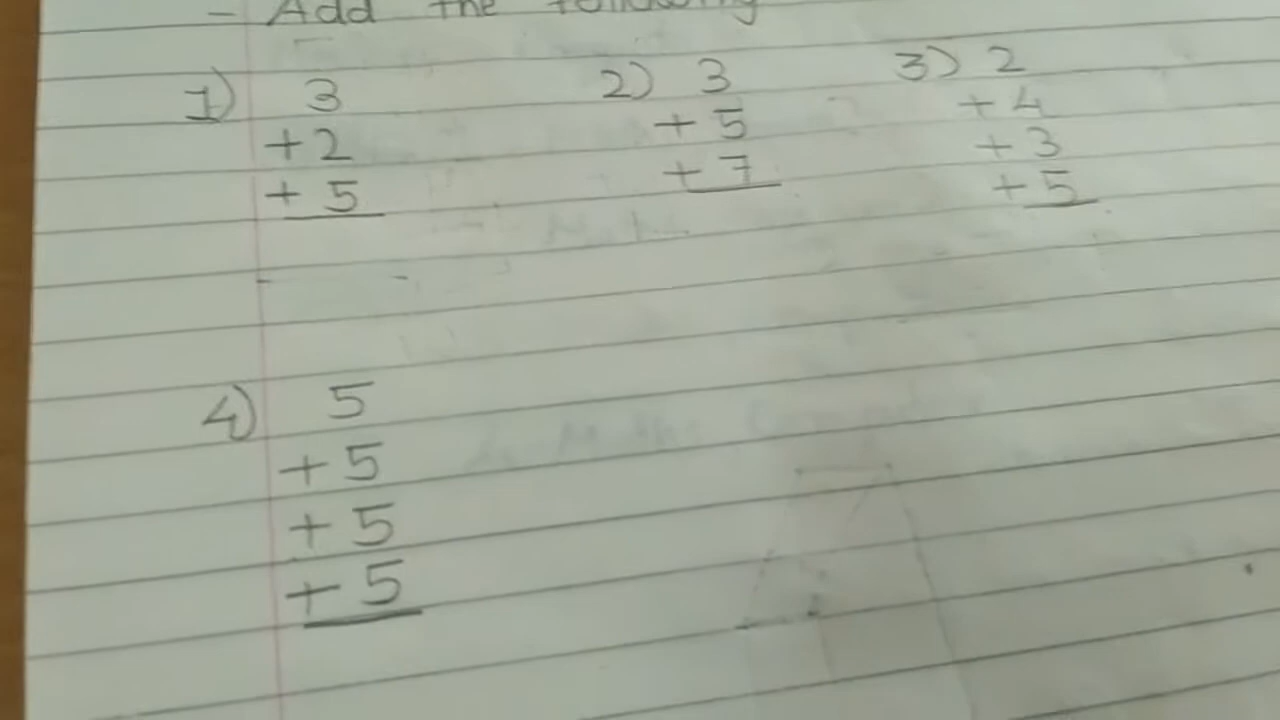 - Add the following
1) 3 2) 3 3) 2
+2 + 5 + 4
+ 5 + 7 + 3
+ 5
4) 5
+ 5
+ 5
+ 5